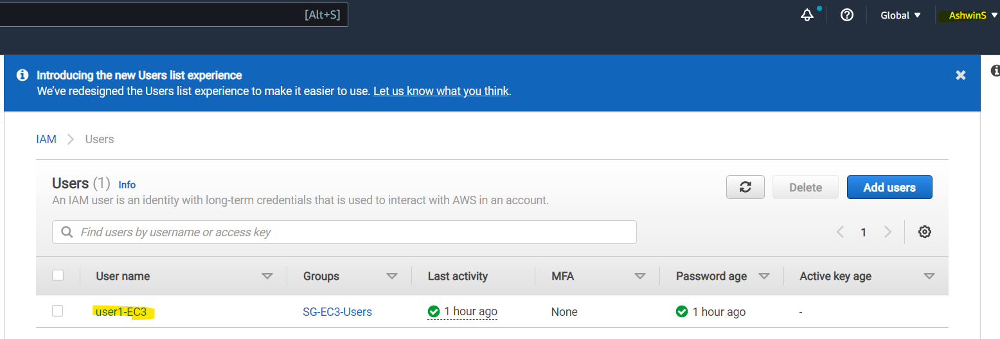 [Alt+S]
Global
AshwinS
Introducing the new Users list experience
We've redesigned the Users list experience to make it easier to use. Let us know what you think.
IAM
Users
Users (1) Info
An IAM user is an identity with long-term credentials that is used to interact with AWS in an account.
Delete
Add users
Find users by username or access key
1
User name Groups Last activity MFA Password age Active key age
user1-EC3 SG-EC3-Users 1 hour ago None 1 hour ago -